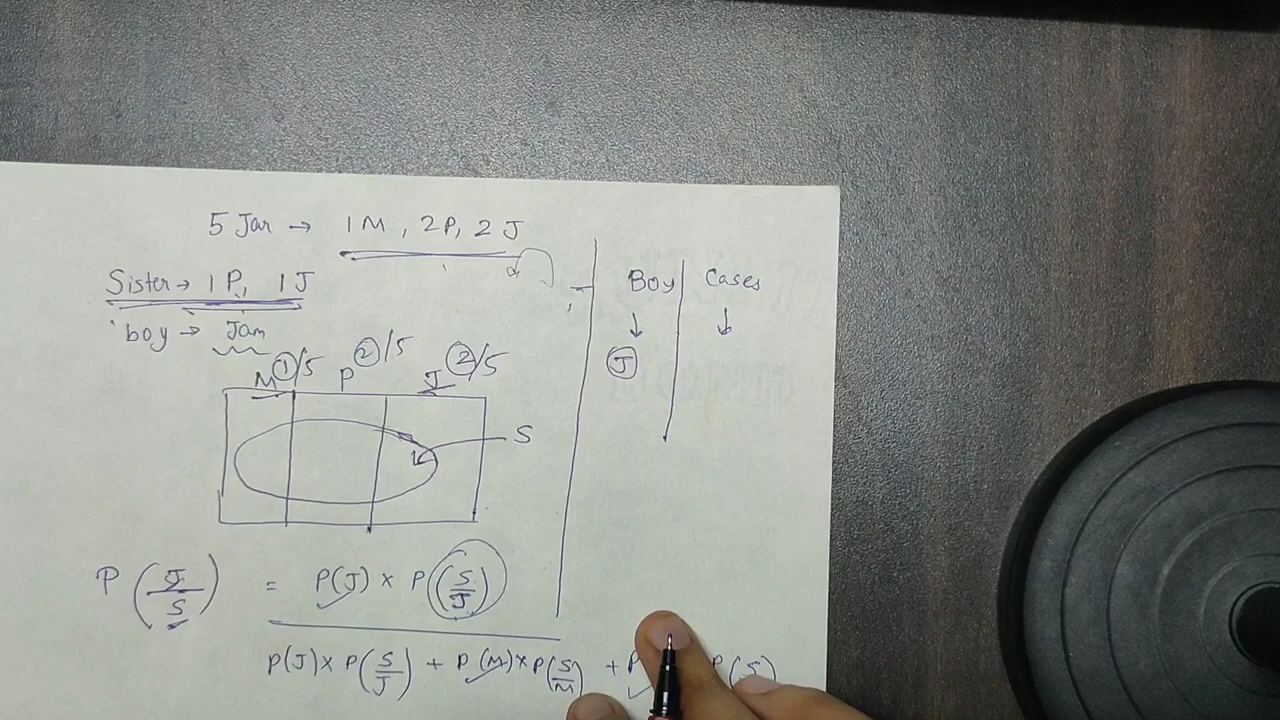 5 Jar → 1M, 2P, 2J
Sister → 1P, 1J
boy → Jam
M 1/5 P 2/5 J 2/5
S
P(J/S) = P(J) × P(S/J)
P(J) × P(S/J) + P(M) × P(S/M) + P P(S
Boy Cases
↓ ↓
J